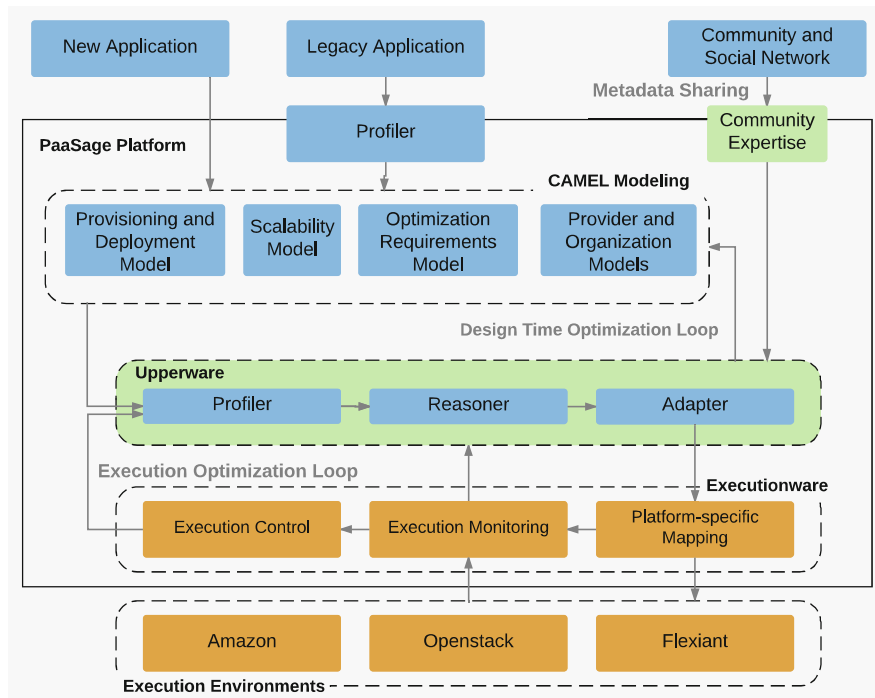 New Application
Legacy Application
Community and
Social Network
Metadata Sharing
Profiler
Community
Expertise
PaaSage Platform
CAMEL Modeling
Provisioning and
Deployment
Model
Scalability
Model
Optimization
Requirements
Model
Provider and
Organization
Models
Design Time Optimization Loop
Upperware
Profiler
Reasoner
Adapter
Execution Optimization Loop
Executionware
Execution Control
Execution Monitoring
Platform-specific
Mapping
Amazon
Openstack
Flexiant
Execution Environments